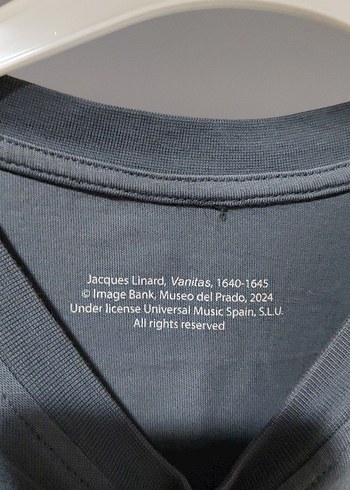 Jacques Linard, Vanitas, 1640-1645
© Image Bank, Museo del Prado, 2024
Under license Universal Music Spain, S.L.U.
All rights reserved